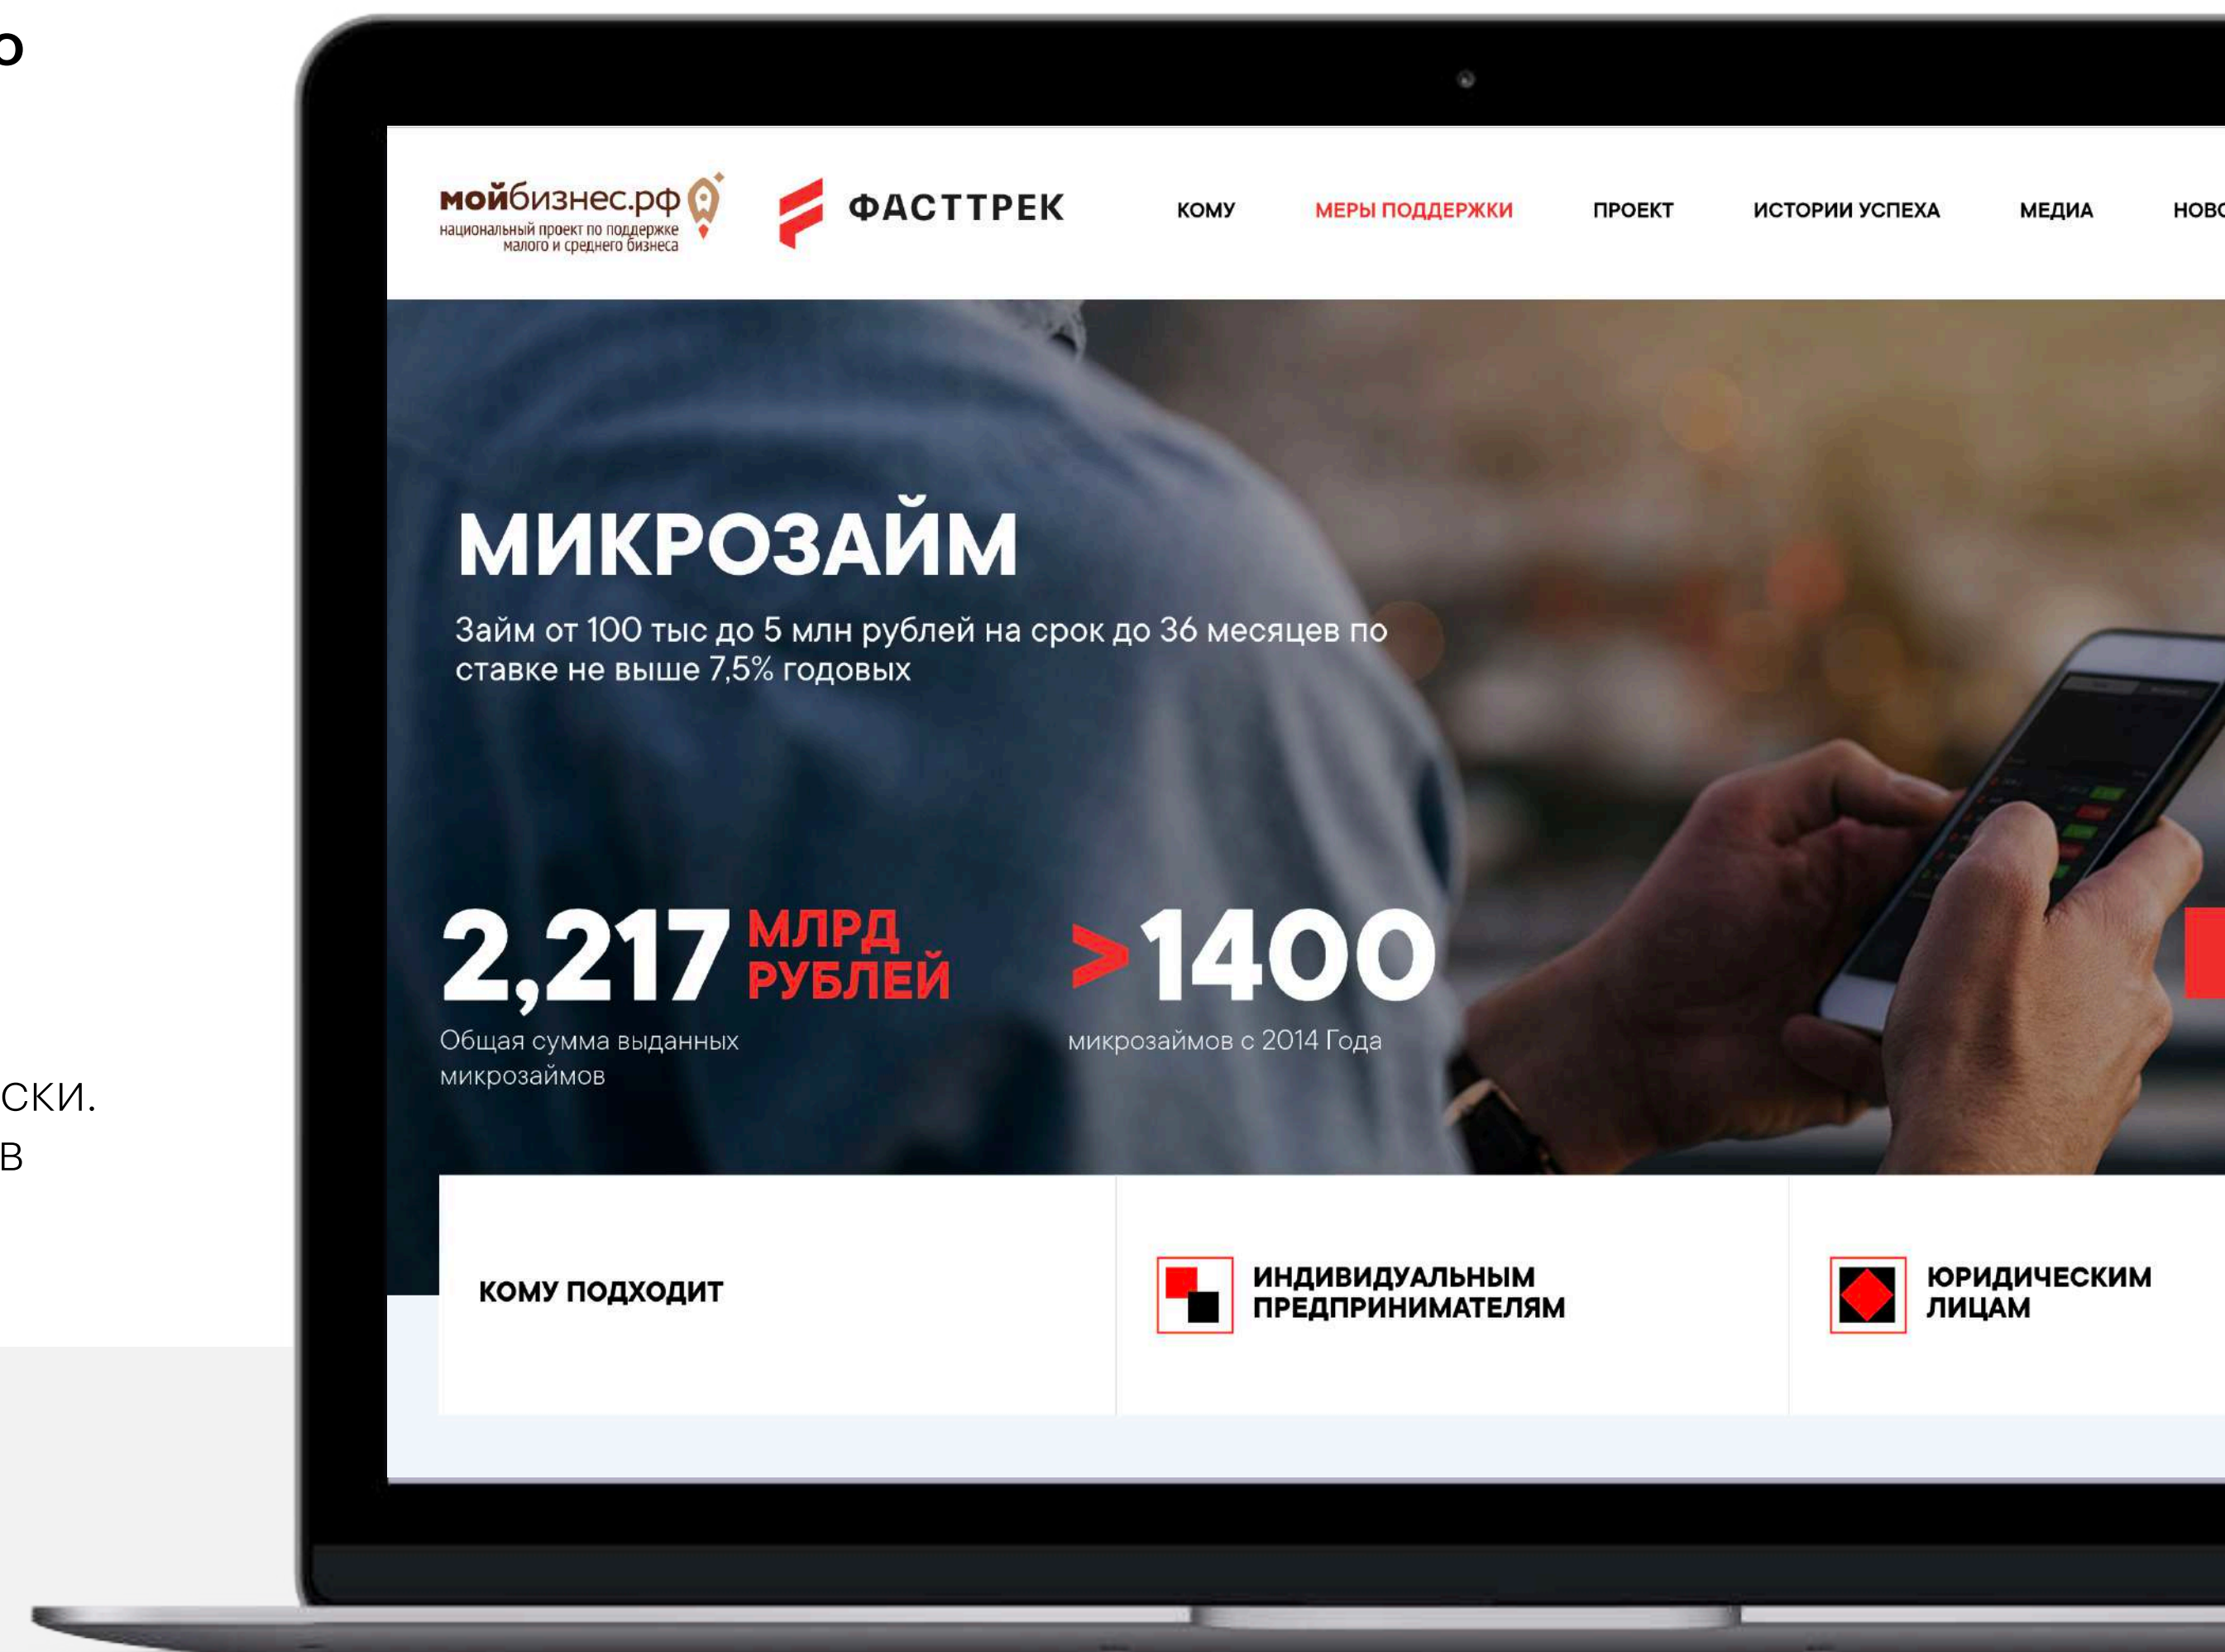 мойбизнес.рф
национальный проект по поддержке
малого и среднего бизнеса
ФАСТТРЕК
КОМУ
МЕРЫ ПОДДЕРЖКИ
ПРОЕКТ
ИСТОРИИ УСПЕХА
МЕДИА
МИКРОЗАЙМ
Займ от 100 тыс до 5 млн рублей на срок до 36 месяцев по
ставке не выше 7,5% годовых
2,217 МЛРД
РУБЛЕЙ
Общая сумма выданных
микрозаймов
>1400
микрозаймов с 2014 Года
КОМУ ПОДХОДИТ
ИНДИВИДУАЛЬНЫМ
ПРЕДПРИНИМАТЕЛЯМ
ЮРИДИЧЕСКИМ
ЛИЦАМ